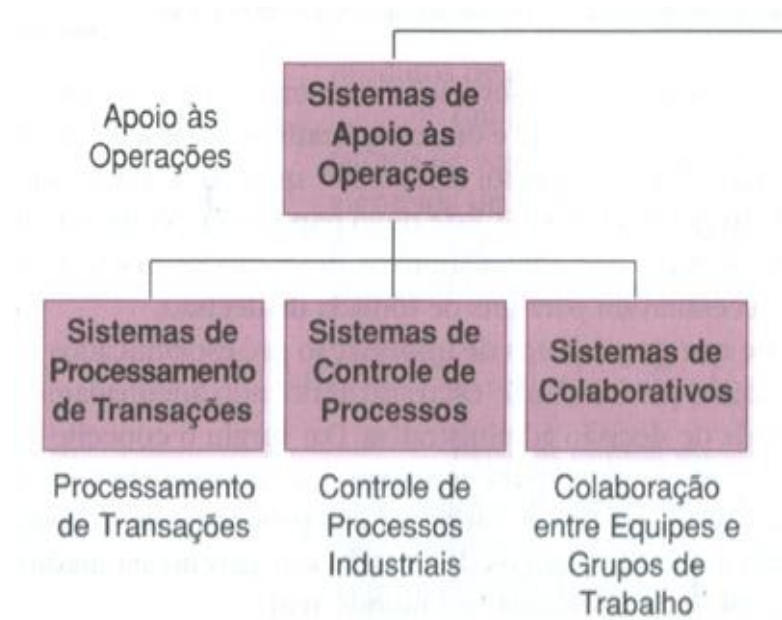 Apoio às
Operações
Sistemas de
Apoio às
Operações
Sistemas de
Processamento
de Transações
Sistemas de
Controle de
Processos
Sistemas de
Colaborativos
Processamento
de Transações
Controle de
Processos
Industriais
Colaboração
entre Equipes e
Grupos de
Trabalho